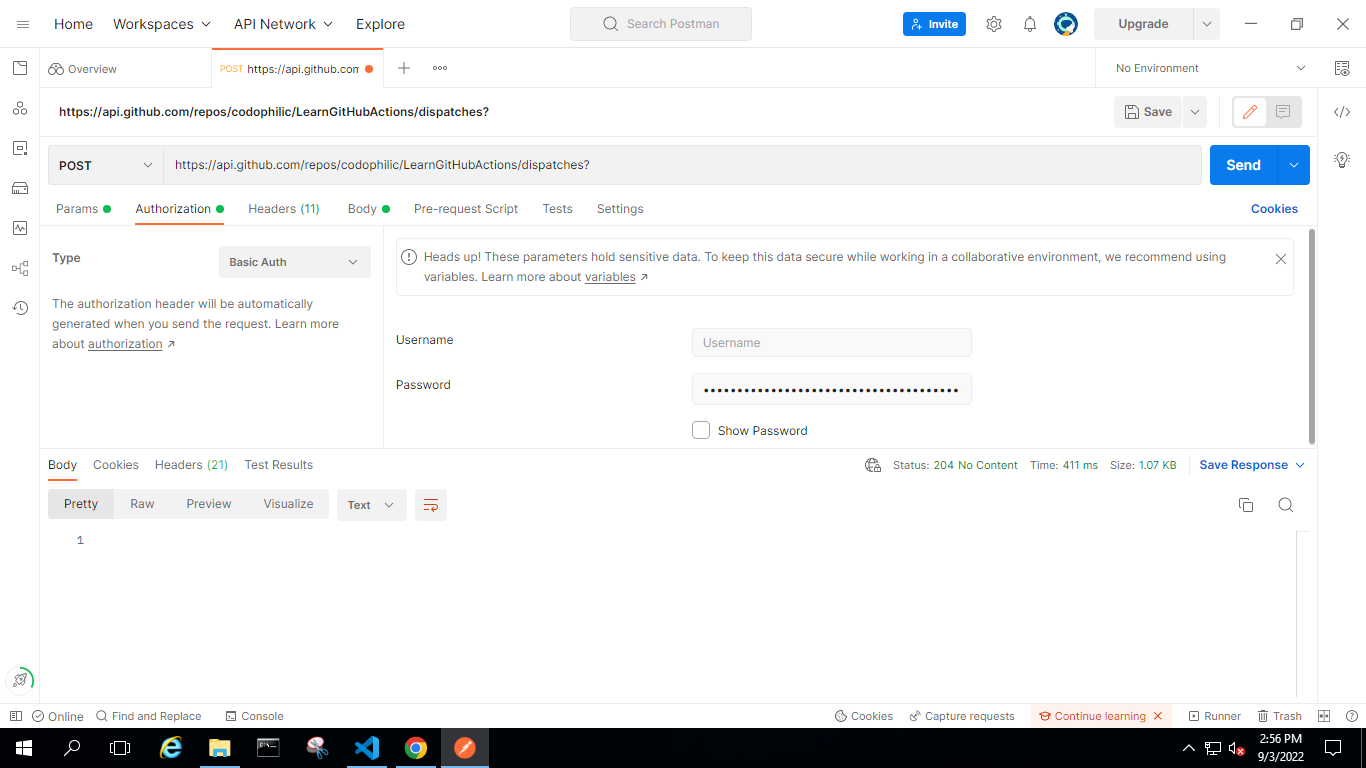 Home Workspaces API Network Explore Search Postman Invite Upgrade
Overview POST https://api.github.com No Environment
https://api.github.com/repos/codophilic/LearnGitHubActions/dispatches? Save
POST https://api.github.com/repos/codophilic/LearnGitHubActions/dispatches? Send
Params Authorization Headers (11) Body Pre-request Script Tests Settings Cookies
Type Basic Auth
The authorization header will be automatically
generated when you send the request. Learn more
about authorization ↗
Heads up! These parameters hold sensitive data. To keep this data secure while working in a collaborative environment, we recommend using
variables. Learn more about variables ↗
Username Username
Password ••••••••••••••••••••••••••••••••••••••
Show Password
Body Cookies Headers (21) Test Results Status: 204 No Content Time: 411 ms Size: 1.07 KB Save Response
Pretty Raw Preview Visualize Text
1
Online Find and Replace Console Cookies Capture requests Continue learning Runner Trash
2:56 PM
9/3/2022